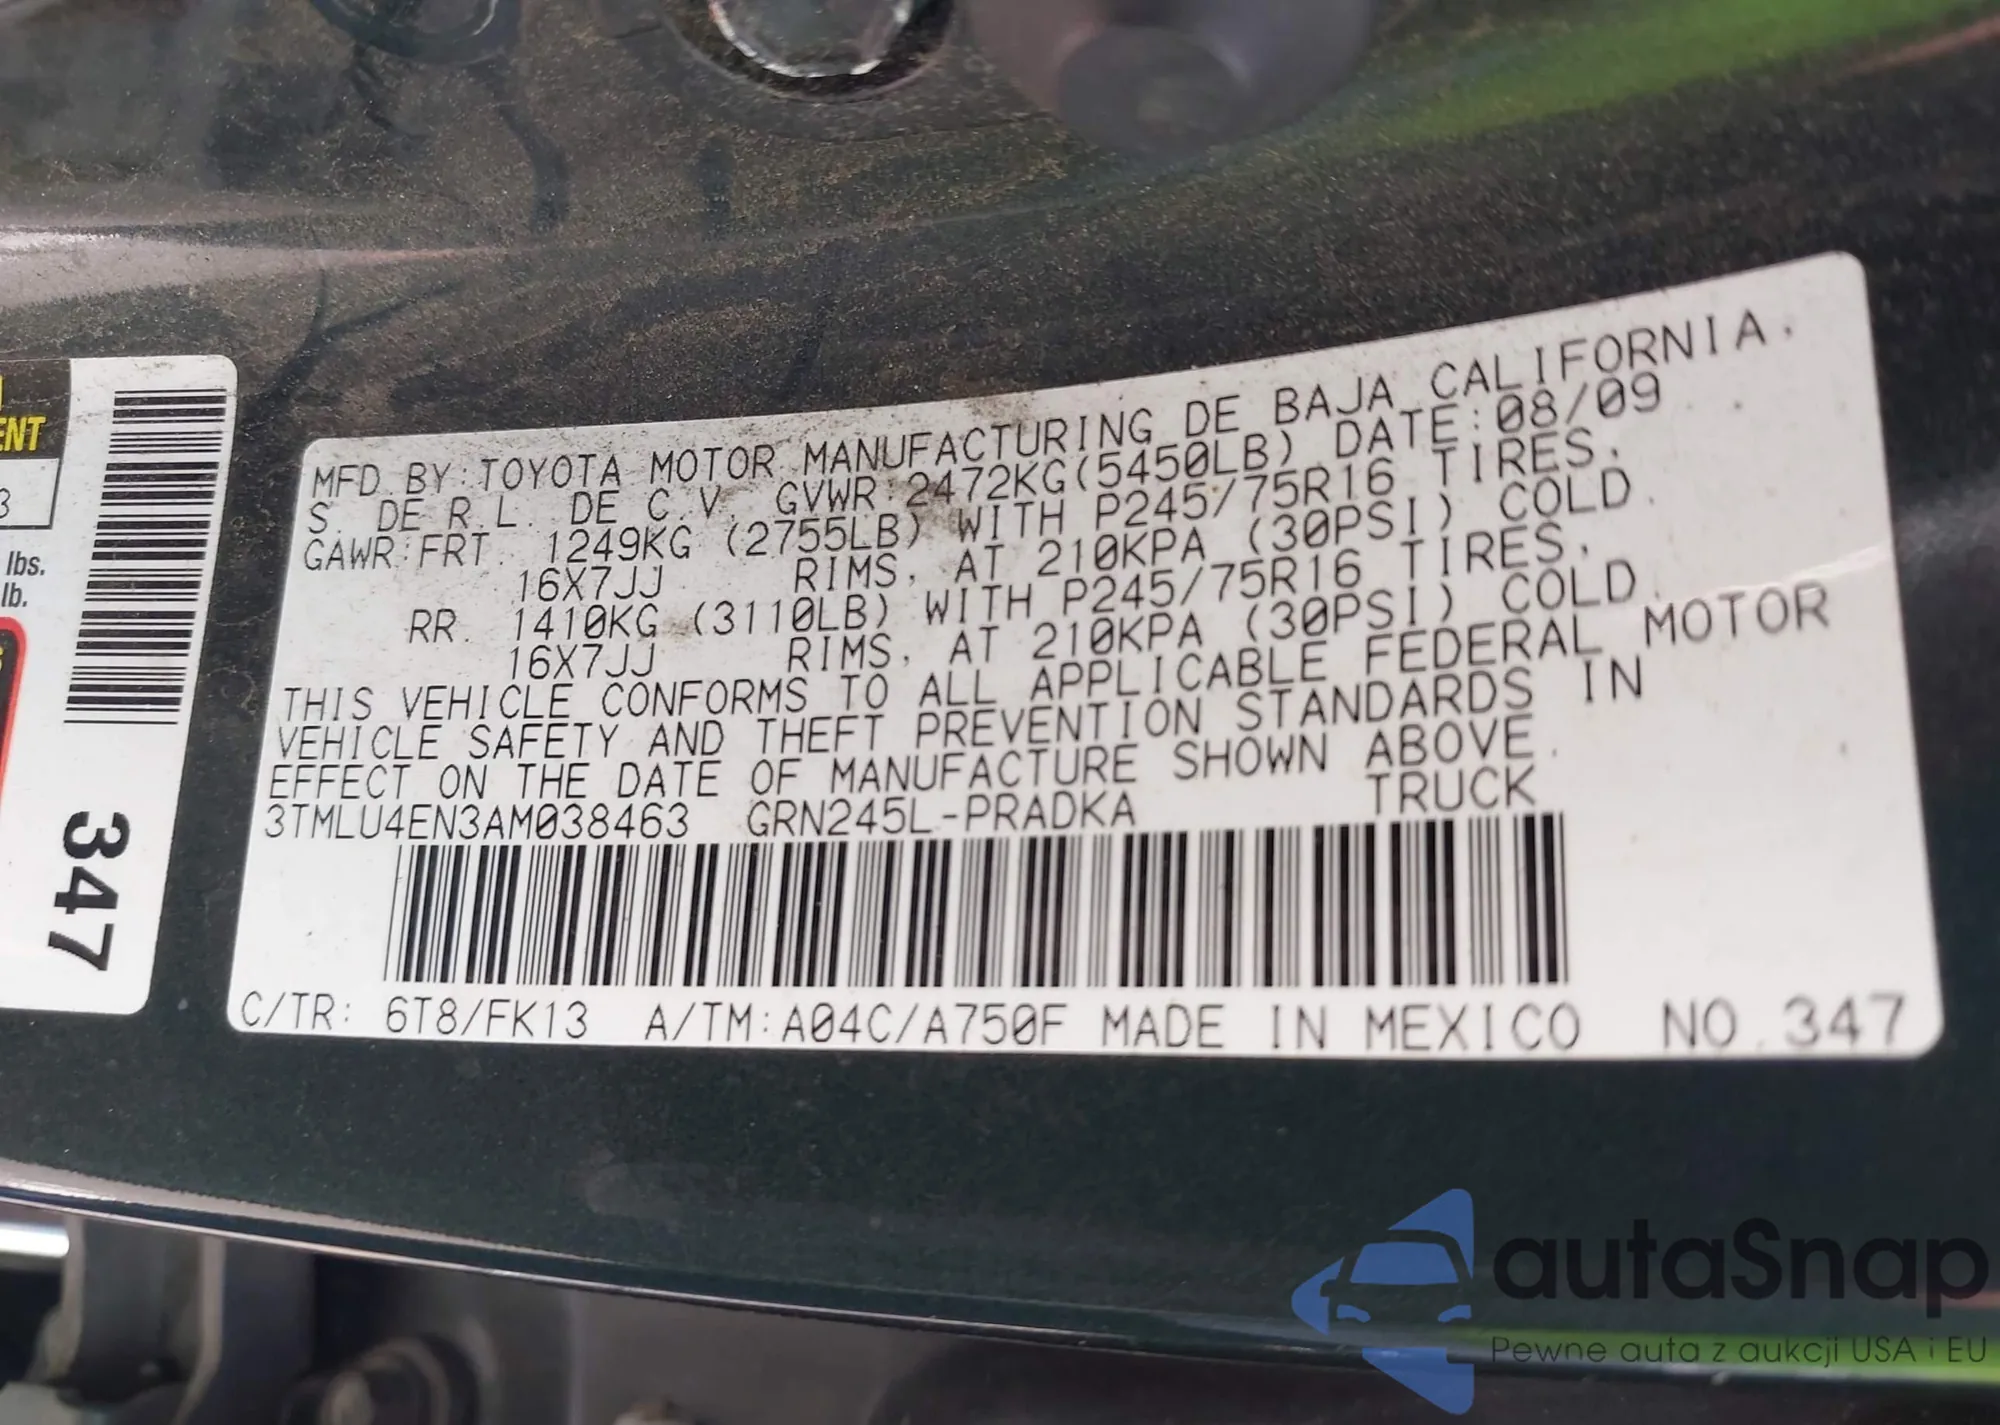 ENT
3
lbs.
lb.
347
MFD. BY: TOYOTA MOTOR MANUFACTURING DE BAJA CALIFORNIA.
S. DE R.L. DE C.V. GVWR 2472KG(5450LB) DATE:08/09
GAWR:FRT. 1249KG (2755LB) WITH P245/75R16 TIRES.
16X7JJ RIMS, AT 210KPA (30PSI) COLD.
RR. 1410KG (3110LB) WITH P245/75R16 TIRES.
16X7JJ RIMS, AT 210KPA (30PSI) COLD.
THIS VEHICLE CONFORMS TO ALL APPLICABLE FEDERAL MOTOR
VEHICLE SAFETY AND THEFT PREVENTION STANDARDS IN
EFFECT ON THE DATE OF MANUFACTURE SHOWN ABOVE.
3TMLU4EN3AM038463 GRN245L-PRADKA TRUCK
C/TR: 6T8/FK13 A/TM:A04C/A750F MADE IN MEXICO NO.347
autaSnap
Pewne auta z aukcji USA i EU